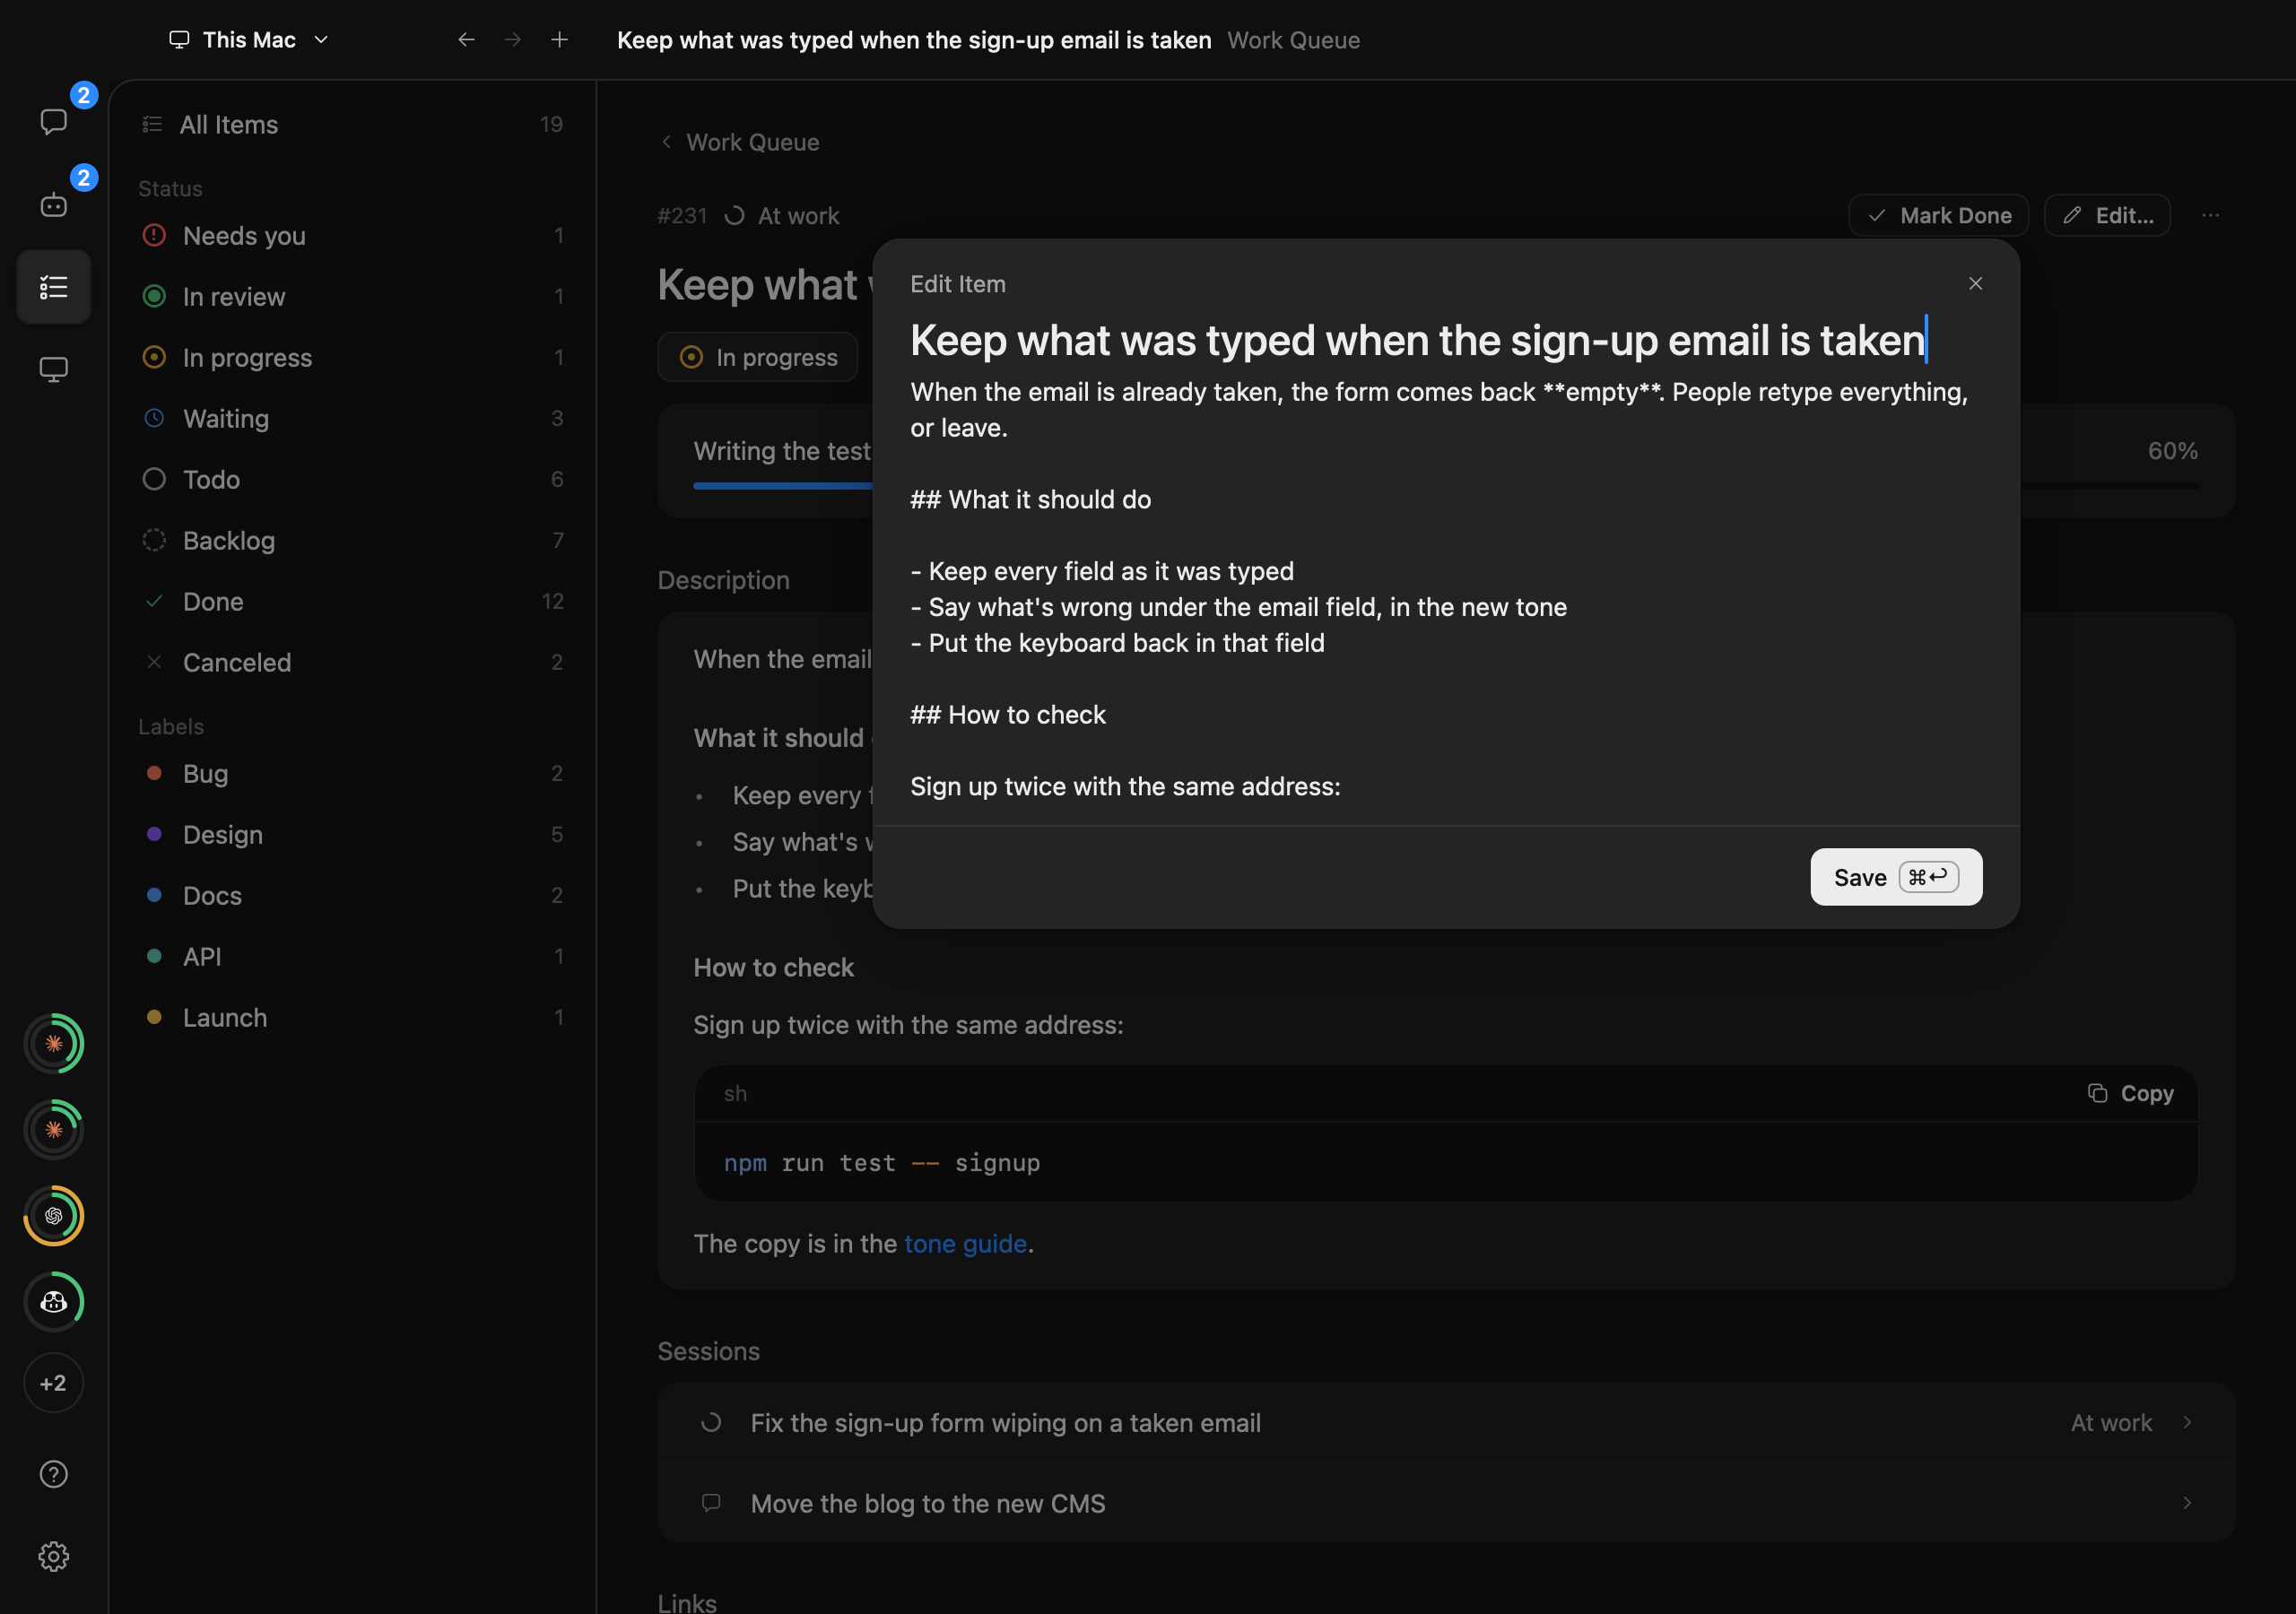 This Mac
Keep what was typed when the sign-up email is taken Work Queue
2
2
All Items 19
Status
Needs you 1
In review 1
In progress 1
Waiting 3
Todo 6
Backlog 7
Done 12
Canceled 2
Labels
Bug 2
Design 5
Docs 2
API 1
Launch 1
+2
Work Queue
#231 At work
Mark Done
Edit...
Keep what
In progress
Writing the test
60%
Description
When the email
What it should
Keep every
Say what's
Put the keyb
How to check
Sign up twice with the same address:
sh
Copy
npm run test -- signup
The copy is in the tone guide.
Sessions
Fix the sign-up form wiping on a taken email At work
Move the blog to the new CMS
Links
Edit Item
Keep what was typed when the sign-up email is taken
When the email is already taken, the form comes back **empty**. People retype everything,
or leave.
## What it should do
- Keep every field as it was typed
- Say what's wrong under the email field, in the new tone
- Put the keyboard back in that field
## How to check
Sign up twice with the same address:
Save ⌘↩